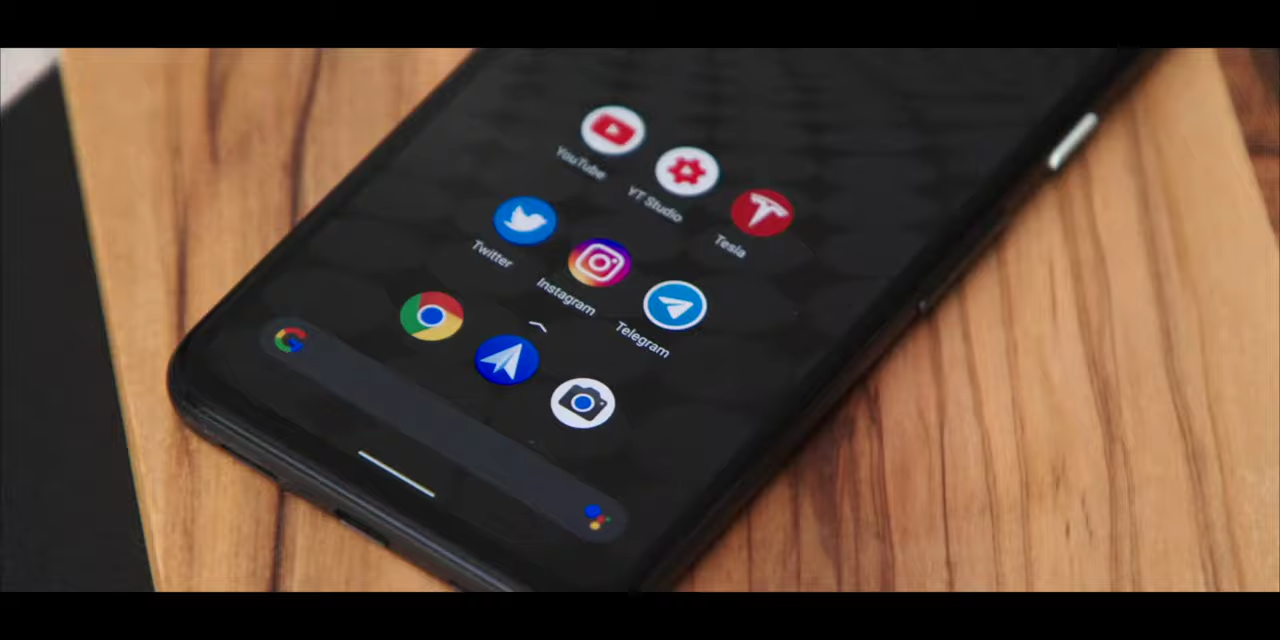 YouTube
YT Studio
Tesla
Twitter
Instagram
Telegram